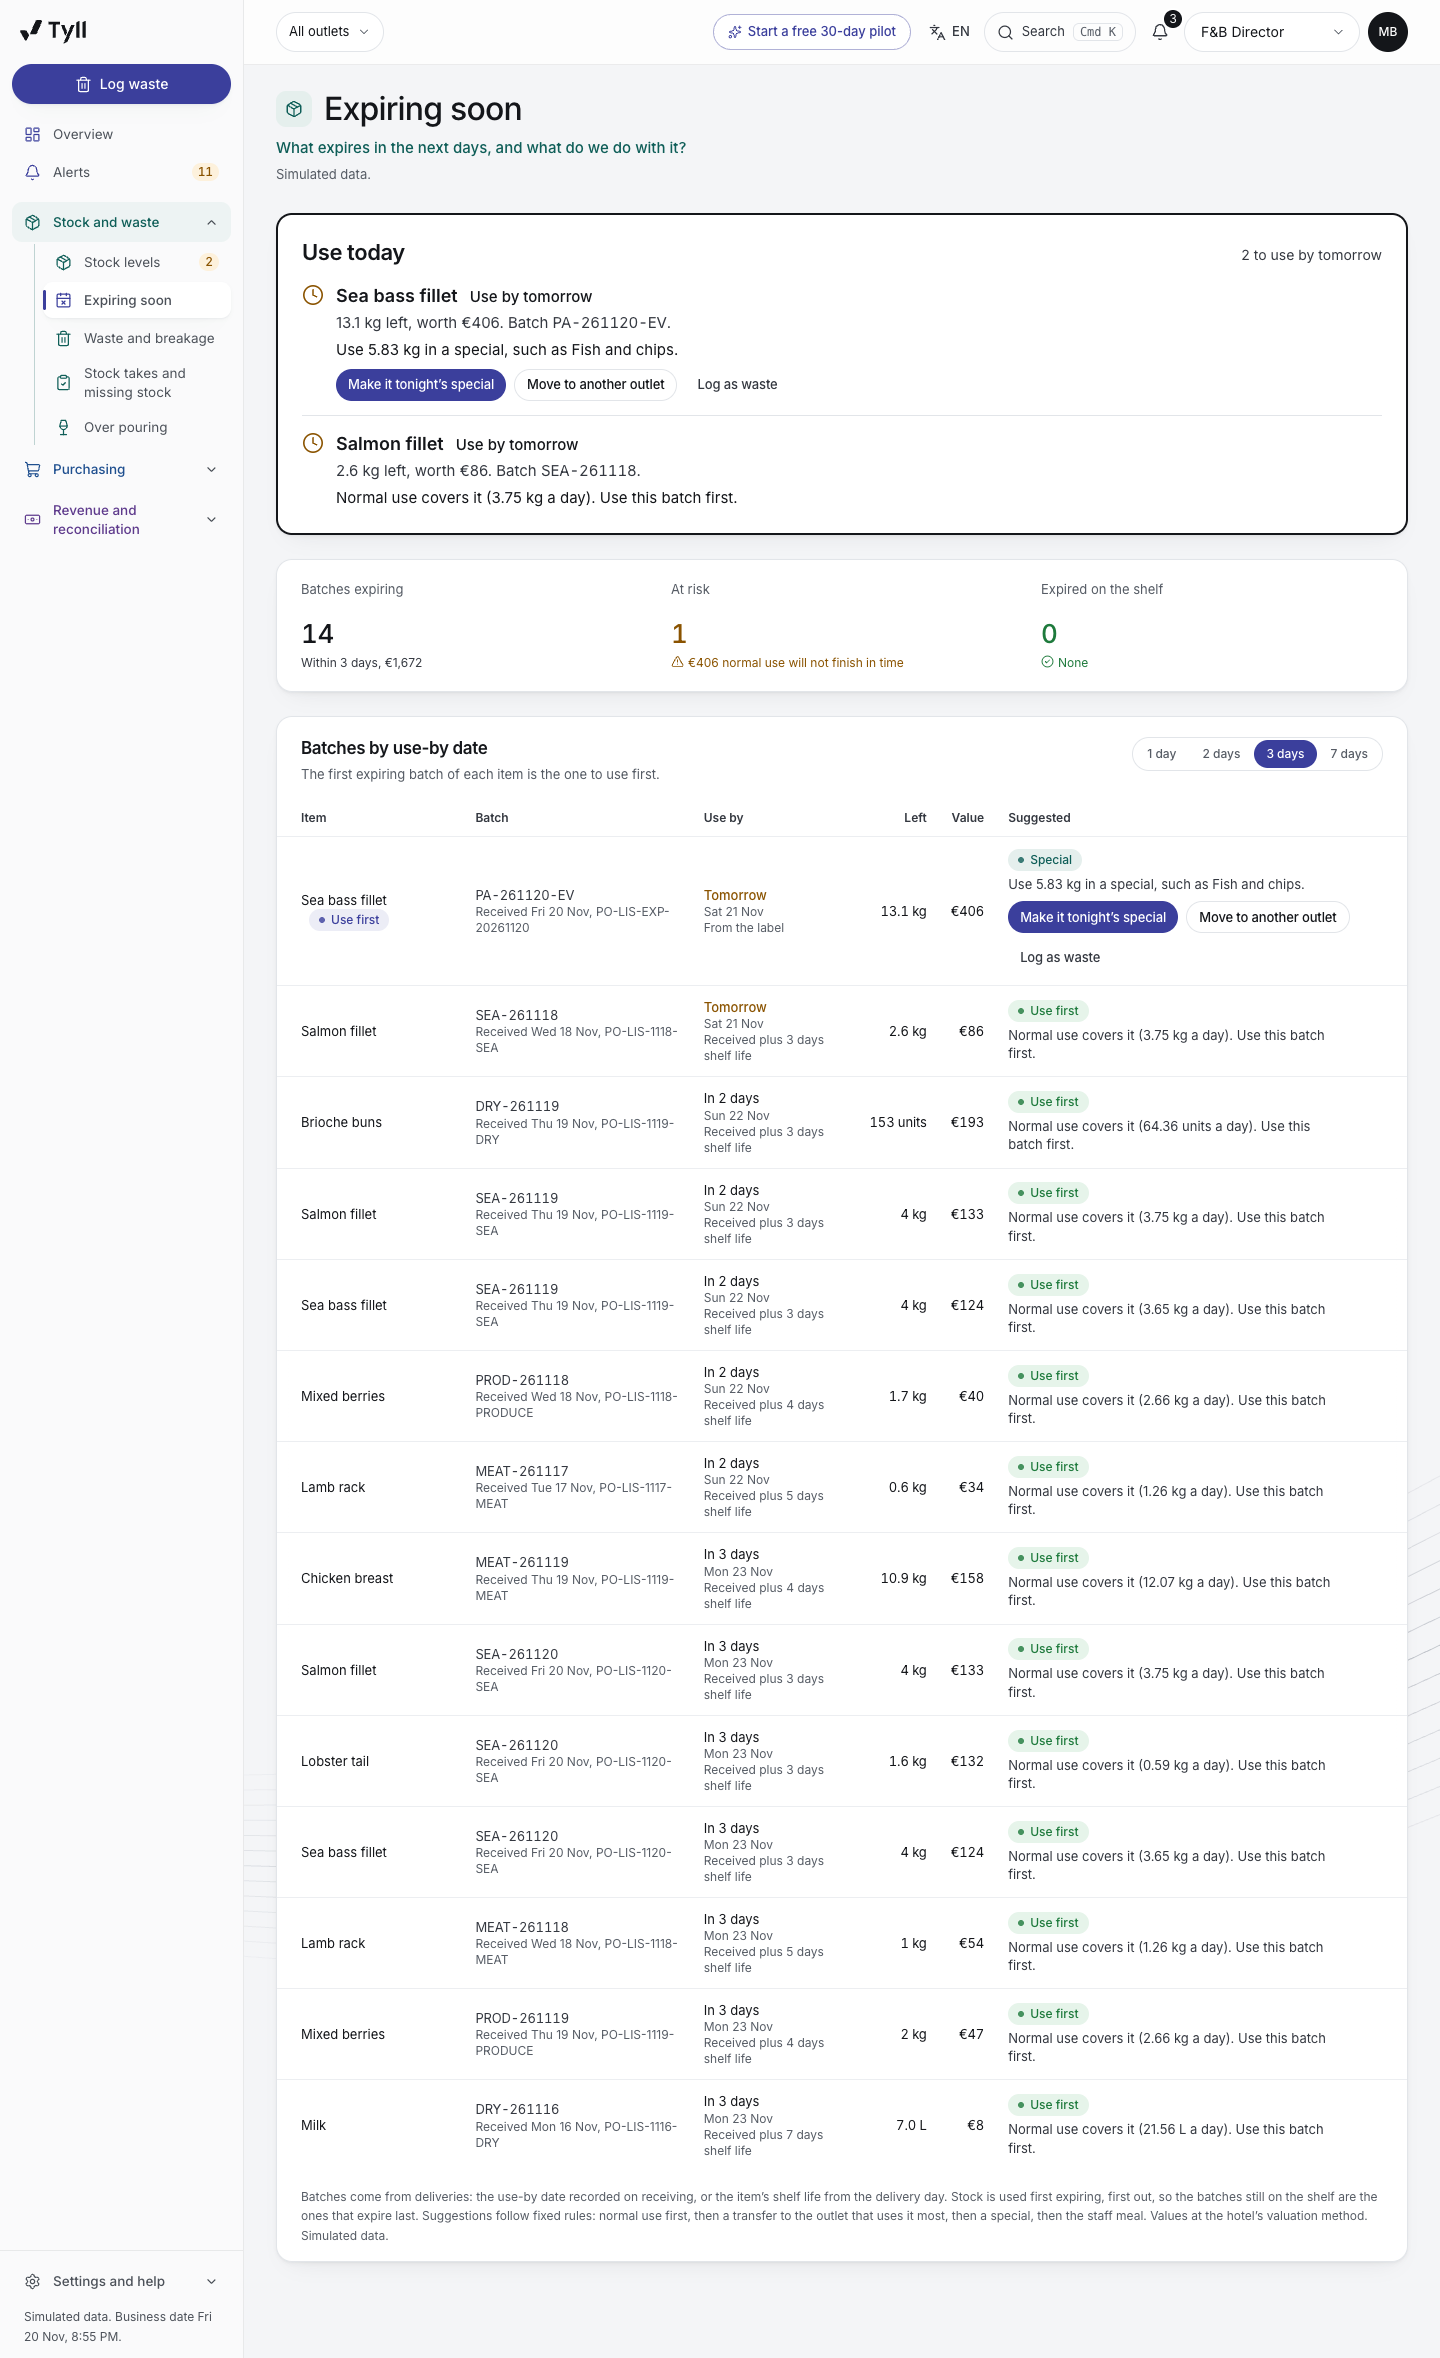 Tyll
All outlets
Start a free 30-day pilot
EN
Search Cmd K
3
F&B Director
MB
Log waste
Overview
Alerts 11
Stock and waste
Stock levels 2
Expiring soon
Waste and breakage
Stock takes and
missing stock
Over pouring
Purchasing
Revenue and
reconciliation
Expiring soon
What expires in the next days, and what do we do with it?
Simulated data.
Use today
2 to use by tomorrow
Sea bass fillet Use by tomorrow
13.1 kg left, worth €406. Batch PA-261120-EV.
Use 5.83 kg in a special, such as Fish and chips.
Make it tonight’s special Move to another outlet Log as waste
Salmon fillet Use by tomorrow
2.6 kg left, worth €86. Batch SEA-261118.
Normal use covers it (3.75 kg a day). Use this batch first.
Batches expiring
14
Within 3 days, €1,672
At risk
1
€406 normal use will not finish in time
Expired on the shelf
0
None
Batches by use-by date
The first expiring batch of each item is the one to use first.
1 day 2 days 3 days 7 days
Item Batch Use by Left Value Suggested
Sea bass fillet
Use first
PA-261120-EV
Received Fri 20 Nov, PO-LIS-EXP-
20261120
Tomorrow
Sat 21 Nov
From the label
13.1 kg €406
Special
Use 5.83 kg in a special, such as Fish and chips.
Make it tonight’s special Move to another outlet
Log as waste
Salmon fillet
SEA-261118
Received Wed 18 Nov, PO-LIS-1118-
SEA
Tomorrow
Sat 21 Nov
Received plus 3 days
shelf life
2.6 kg €86
Use first
Normal use covers it (3.75 kg a day). Use this batch
first.
Brioche buns
DRY-261119
Received Thu 19 Nov, PO-LIS-1119-
DRY
In 2 days
Sun 22 Nov
Received plus 3 days
shelf life
153 units €193
Use first
Normal use covers it (64.36 units a day). Use this
batch first.
Salmon fillet
SEA-261119
Received Thu 19 Nov, PO-LIS-1119-
SEA
In 2 days
Sun 22 Nov
Received plus 3 days
shelf life
4 kg €133
Use first
Normal use covers it (3.75 kg a day). Use this batch
first.
Sea bass fillet
SEA-261119
Received Thu 19 Nov, PO-LIS-1119-
SEA
In 2 days
Sun 22 Nov
Received plus 3 days
shelf life
4 kg €124
Use first
Normal use covers it (3.65 kg a day). Use this batch
first.
Mixed berries
PROD-261118
Received Wed 18 Nov, PO-LIS-1118-
PRODUCE
In 2 days
Sun 22 Nov
Received plus 4 days
shelf life
1.7 kg €40
Use first
Normal use covers it (2.66 kg a day). Use this batch
first.
Lamb rack
MEAT-261117
Received Tue 17 Nov, PO-LIS-1117-
MEAT
In 2 days
Sun 22 Nov
Received plus 5 days
shelf life
0.6 kg €34
Use first
Normal use covers it (1.26 kg a day). Use this batch
first.
Chicken breast
MEAT-261119
Received Thu 19 Nov, PO-LIS-1119-
MEAT
In 3 days
Mon 23 Nov
Received plus 4 days
shelf life
10.9 kg €158
Use first
Normal use covers it (12.07 kg a day). Use this batch
first.
Salmon fillet
SEA-261120
Received Fri 20 Nov, PO-LIS-1120-
SEA
In 3 days
Mon 23 Nov
Received plus 3 days
shelf life
4 kg €133
Use first
Normal use covers it (3.75 kg a day). Use this batch
first.
Lobster tail
SEA-261120
Received Fri 20 Nov, PO-LIS-1120-
SEA
In 3 days
Mon 23 Nov
Received plus 3 days
shelf life
1.6 kg €132
Use first
Normal use covers it (0.59 kg a day). Use this batch
first.
Sea bass fillet
SEA-261120
Received Fri 20 Nov, PO-LIS-1120-
SEA
In 3 days
Mon 23 Nov
Received plus 3 days
shelf life
4 kg €124
Use first
Normal use covers it (3.65 kg a day). Use this batch
first.
Lamb rack
MEAT-261118
Received Wed 18 Nov, PO-LIS-1118-
MEAT
In 3 days
Mon 23 Nov
Received plus 5 days
shelf life
1 kg €54
Use first
Normal use covers it (1.26 kg a day). Use this batch
first.
Mixed berries
PROD-261119
Received Thu 19 Nov, PO-LIS-1119-
PRODUCE
In 3 days
Mon 23 Nov
Received plus 4 days
shelf life
2 kg €47
Use first
Normal use covers it (2.66 kg a day). Use this batch
first.
Milk
DRY-261116
Received Mon 16 Nov, PO-LIS-1116-
DRY
In 3 days
Mon 23 Nov
Received plus 7 days
shelf life
7.0 L €8
Use first
Normal use covers it (21.56 L a day). Use this batch
first.
Batches come from deliveries: the use-by date recorded on receiving, or the item’s shelf life from the delivery day. Stock is used first expiring, first out, so the batches still on the shelf are the
ones that expire last. Suggestions follow fixed rules: normal use first, then a transfer to the outlet that uses it most, then a special, then the staff meal. Values at the hotel’s valuation method.
Simulated data.
Settings and help
Simulated data. Business date Fri
20 Nov, 8:55 PM.